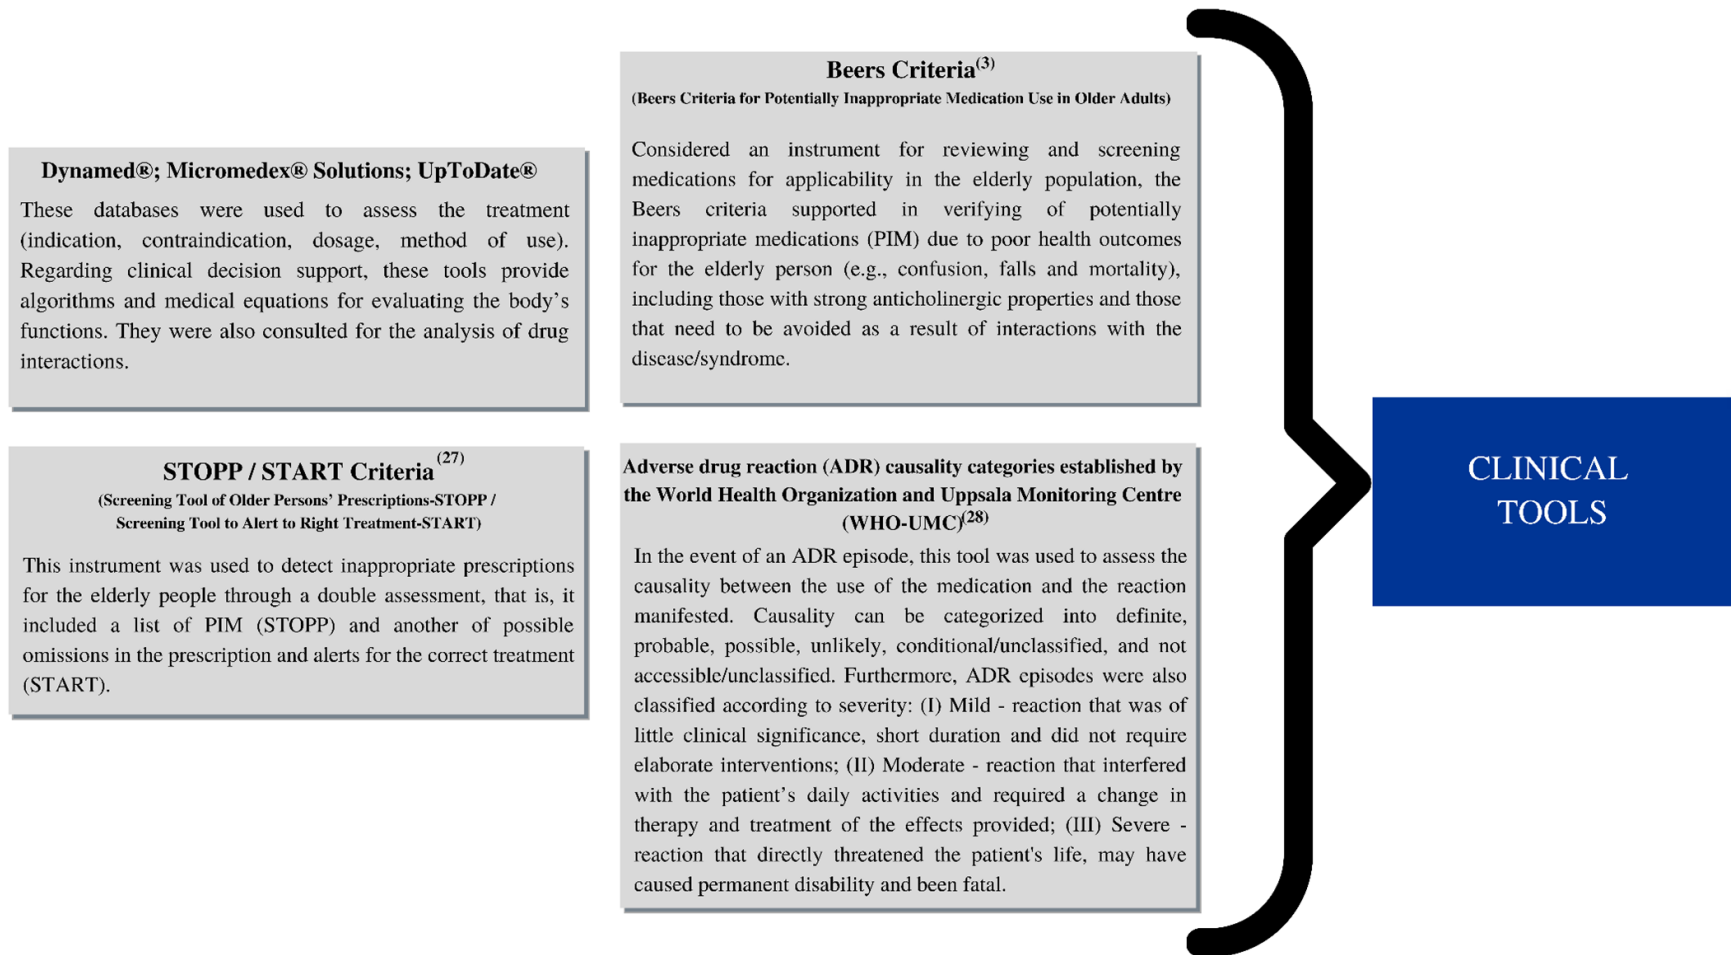 Dynamed®; Micromedex® Solutions; UpToDate®
These databases were used to assess the treatment
(indication, contraindication, dosage, method of use).
Regarding clinical decision support, these tools provide
algorithms and medical equations for evaluating the body's
functions. They were also consulted for the analysis of drug
interactions.
Beers Criteria(3)
(Beers Criteria for Potentially Inappropriate Medication Use in Older Adults)
Considered an instrument for reviewing and screening
medications for applicability in the elderly population, the
Beers criteria supported in verifying of potentially
inappropriate medications (PIM) due to poor health outcomes
for the elderly person (e.g., confusion, falls and mortality),
including those with strong anticholinergic properties and those
that need to be avoided as a result of interactions with the
disease/syndrome.
STOPP / START Criteria(27)
(Screening Tool of Older Persons' Prescriptions-STOPP /
Screening Tool to Alert to Right Treatment-START)
This instrument was used to detect inappropriate prescriptions
for the elderly people through a double assessment, that is, it
included a list of PIM (STOPP) and another of possible
omissions in the prescription and alerts for the correct treatment
(START).
Adverse drug reaction (ADR) causality categories established by
the World Health Organization and Uppsala Monitoring Centre
(WHO-UMC)(28)
In the event of an ADR episode, this tool was used to assess the
causality between the use of the medication and the reaction
manifested. Causality can be categorized into definite,
probable, possible, unlikely, conditional/unclassified, and not
accessible/unclassified. Furthermore, ADR episodes were also
classified according to severity: (I) Mild - reaction that was of
little clinical significance, short duration and did not require
elaborate interventions; (II) Moderate - reaction that interfered
with the patient's daily activities and required a change in
therapy and treatment of the effects provided; (III) Severe -
reaction that directly threatened the patient's life, may have
caused permanent disability and been fatal.
CLINICAL
TOOLS